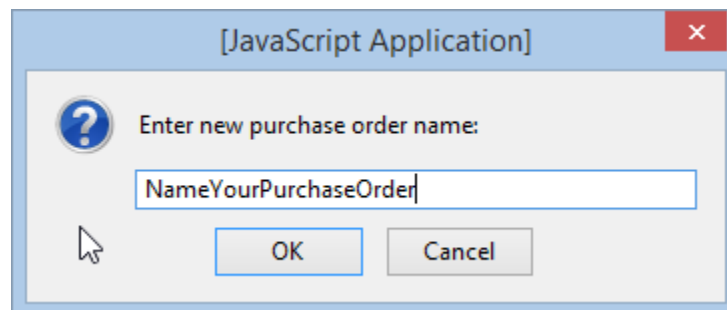 [JavaScript Application]
Enter new purchase order name:
NameYourPurchaseOrder
OK Cancel